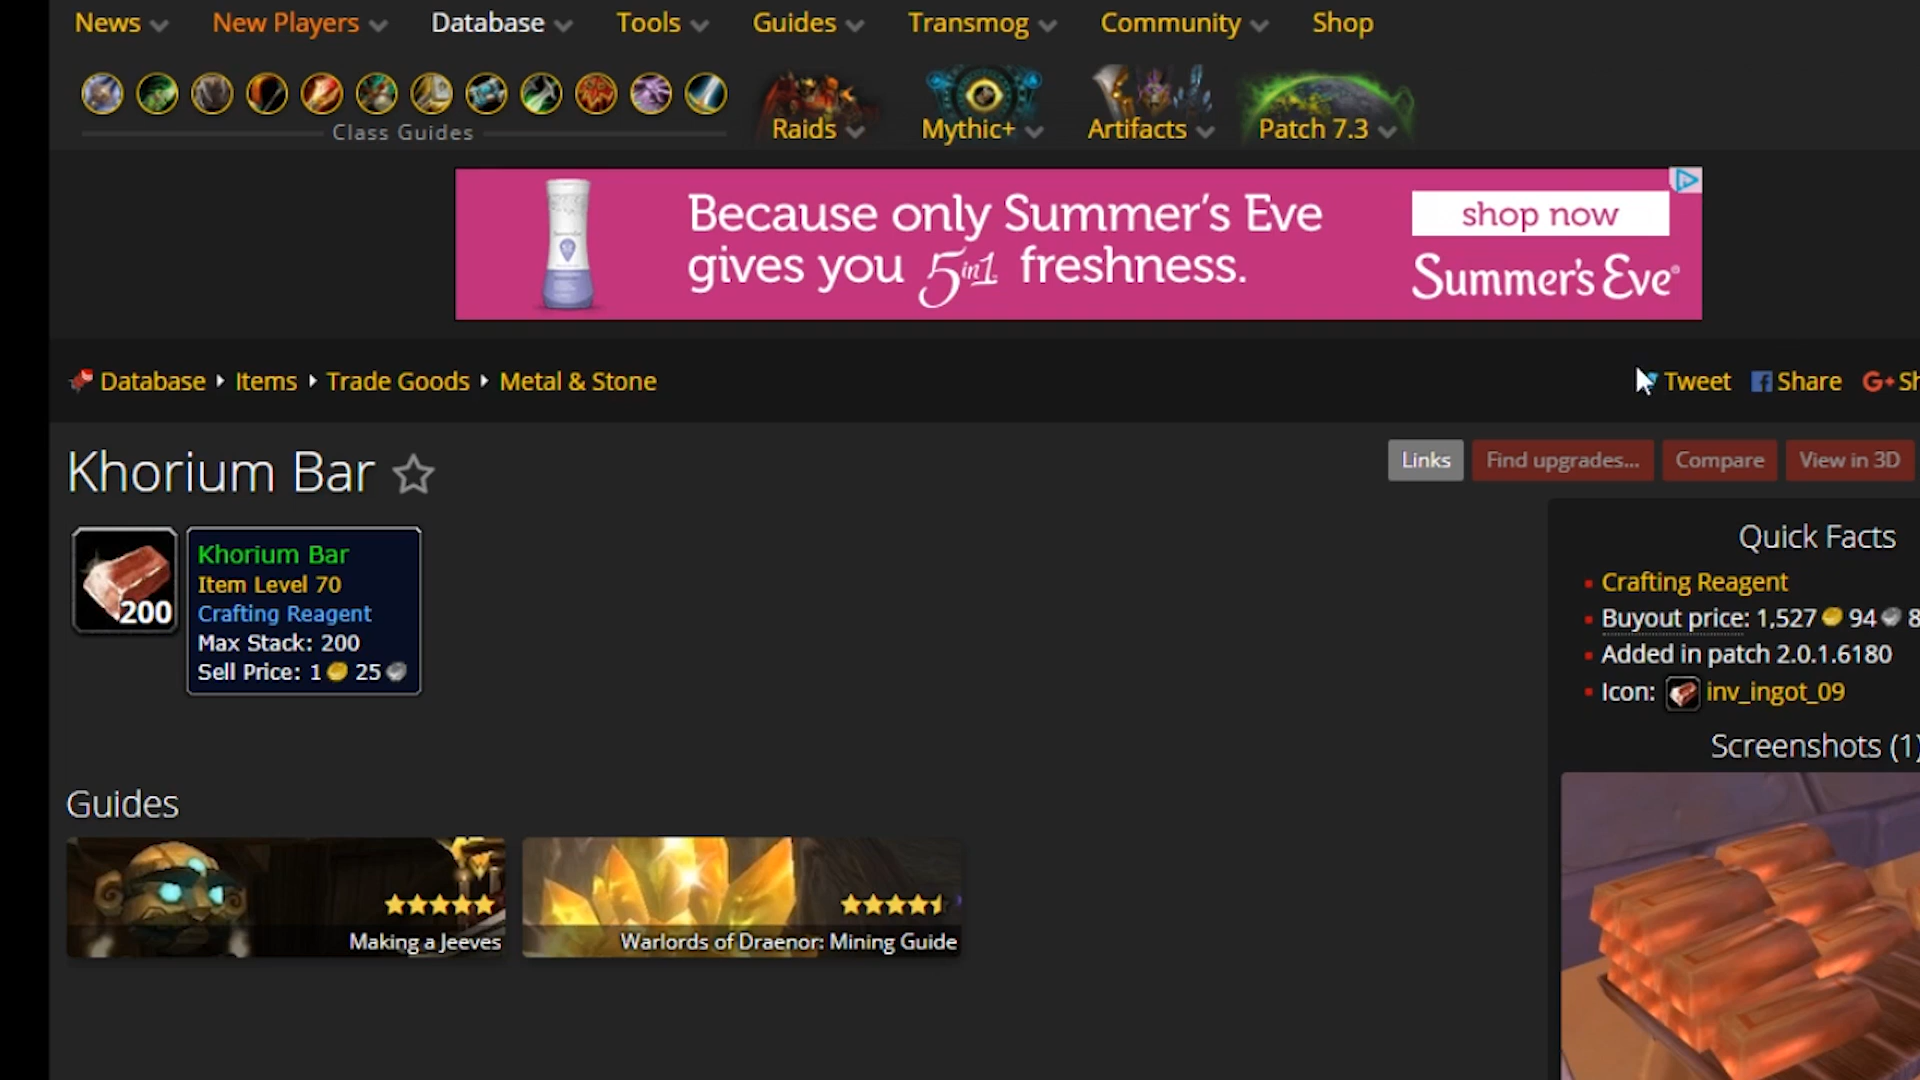 News
New Players
Database
Tools
Guides
Transmog
Community
Shop
Class Guides
Raids
Mythic+
Artifacts
Patch 7.3
Because only Summer's Eve
gives you 5in1 freshness.
shop now
Summer's Eve®
Database
Items
Trade Goods
Metal & Stone
Tweet
Share
G+ Sh
Khorium Bar
Links
Find upgrades...
Compare
View in 3D
200
Khorium Bar
Item Level 70
Crafting Reagent
Max Stack: 200
Sell Price: 1 25
Quick Facts
Crafting Reagent
Buyout price: 1,527 94 8
Added in patch 2.0.1.6180
Icon: inv_ingot_09
Screenshots (1)
Guides
Making a Jeeves
Warlords of Draenor: Mining Guide